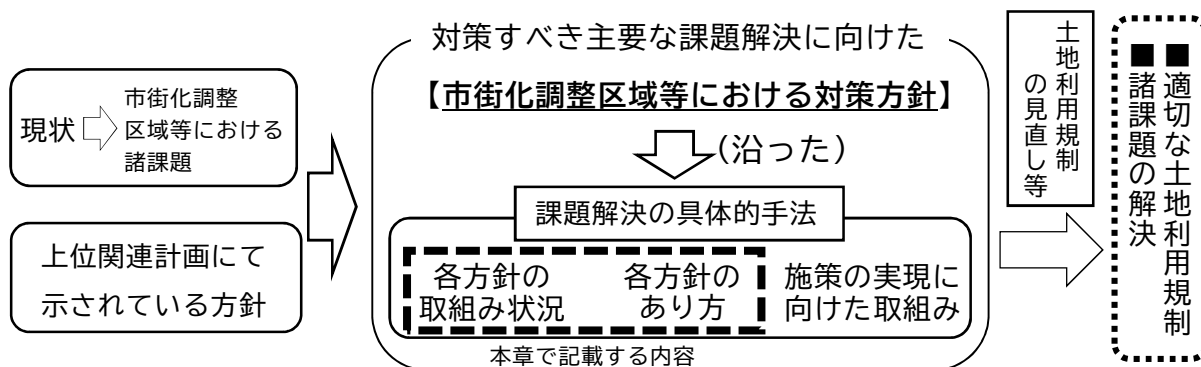 現状
市街化調整
区域等における
諸課題
上位関連計画にて
示されている方針
対策すべき主要な課題解決に向けた
【市街化調整区域等における対策方針】
(沿った)
課題解決の具体的手法
各方針の
取組み状況
各方針の
あり方
施策の実現に
向けた取組み
本章で記載する内容
土地利用規制
の見直し等
■適切な土地利用規制
■諸課題の解決